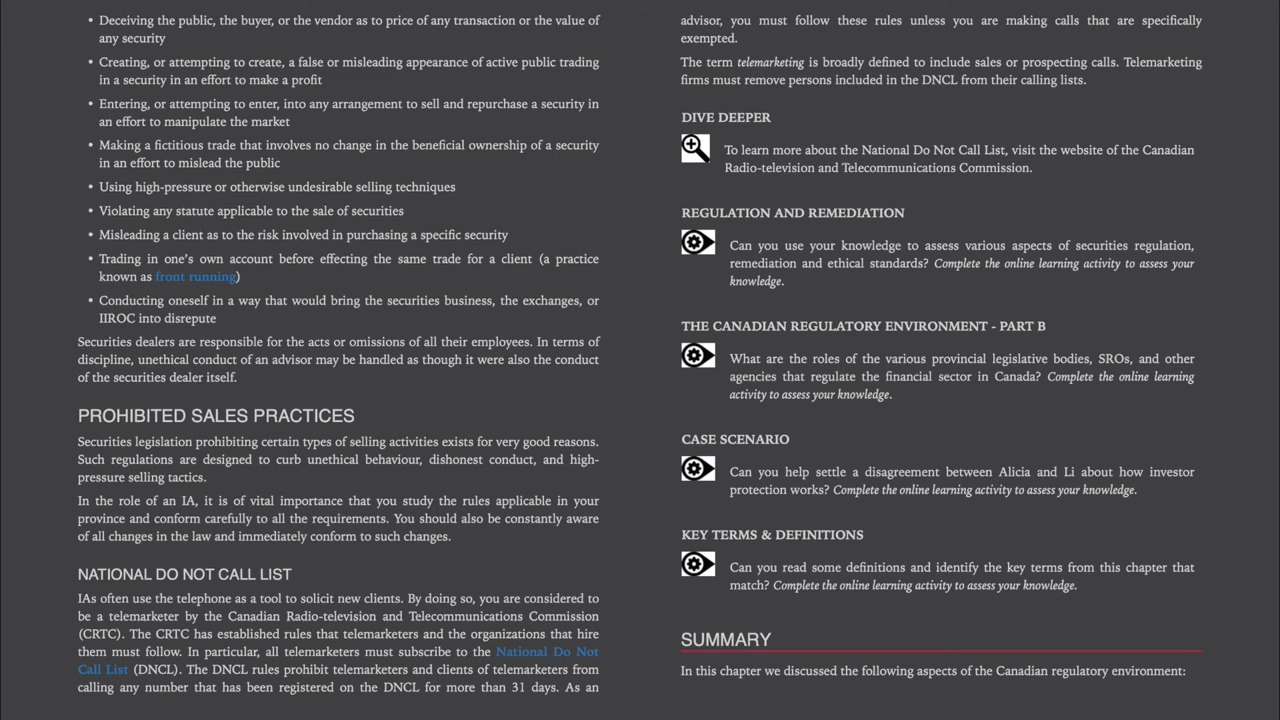 • Deceiving the public, the buyer, or the vendor as to price of any transaction or the value of
any security
• Creating, or attempting to create, a false or misleading appearance of active public trading
in a security in an effort to make a profit
• Entering, or attempting to enter, into any arrangement to sell and repurchase a security in
an effort to manipulate the market
• Making a fictitious trade that involves no change in the beneficial ownership of a security
in an effort to mislead the public
• Using high-pressure or otherwise undesirable selling techniques
• Violating any statute applicable to the sale of securities
• Misleading a client as to the risk involved in purchasing a specific security
• Trading in one’s own account before effecting the same trade for a client (a practice
known as front running)
• Conducting oneself in a way that would bring the securities business, the exchanges, or
IIROC into disrepute
Securities dealers are responsible for the acts or omissions of all their employees. In terms of
discipline, unethical conduct of an advisor may be handled as though it were also the conduct
of the securities dealer itself.
PROHIBITED SALES PRACTICES
Securities legislation prohibiting certain types of selling activities exists for very good reasons.
Such regulations are designed to curb unethical behaviour, dishonest conduct, and high-
pressure selling tactics.
In the role of an IA, it is of vital importance that you study the rules applicable in your
province and conform carefully to all the requirements. You should also be constantly aware
of all changes in the law and immediately conform to such changes.
NATIONAL DO NOT CALL LIST
IAs often use the telephone as a tool to solicit new clients. By doing so, you are considered to
be a telemarketer by the Canadian Radio-television and Telecommunications Commission
(CRTC). The CRTC has established rules that telemarketers and the organizations that hire
them must follow. In particular, all telemarketers must subscribe to the National Do Not
Call List (DNCL). The DNCL rules prohibit telemarketers and clients of telemarketers from
calling any number that has been registered on the DNCL for more than 31 days. As an
advisor, you must follow these rules unless you are making calls that are specifically
exempted.
The term telemarketing is broadly defined to include sales or prospecting calls. Telemarketing
firms must remove persons included in the DNCL from their calling lists.
DIVE DEEPER
To learn more about the National Do Not Call List, visit the website of the Canadian
Radio-television and Telecommunications Commission.
REGULATION AND REMEDIATION
Can you use your knowledge to assess various aspects of securities regulation,
remediation and ethical standards? Complete the online learning activity to assess your
knowledge.
THE CANADIAN REGULATORY ENVIRONMENT - PART B
What are the roles of the various provincial legislative bodies, SROs, and other
agencies that regulate the financial sector in Canada? Complete the online learning
activity to assess your knowledge.
CASE SCENARIO
Can you help settle a disagreement between Alicia and Li about how investor
protection works? Complete the online learning activity to assess your knowledge.
KEY TERMS & DEFINITIONS
Can you read some definitions and identify the key terms from this chapter that
match? Complete the online learning activity to assess your knowledge.
SUMMARY
In this chapter we discussed the following aspects of the Canadian regulatory environment: